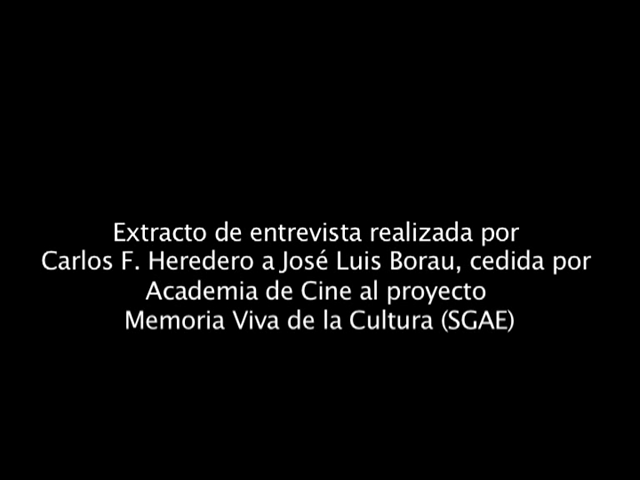 Extracto de entrevista realizada por
Carlos F. Heredero a José Luis Borau, cedida por
Academia de Cine al proyecto
Memoria Viva de la Cultura (SGAE)